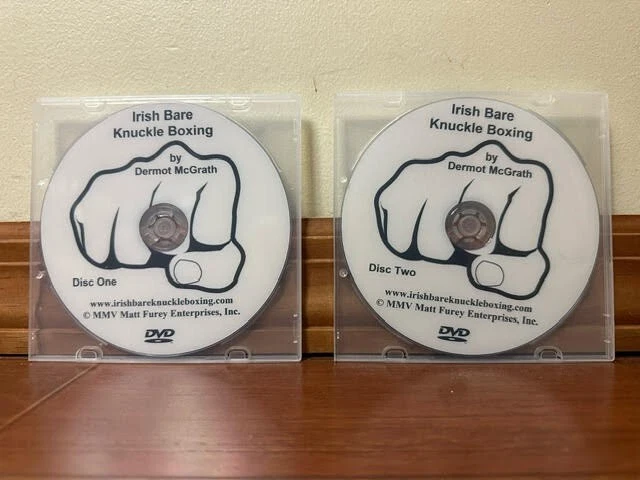 Irish Bare
Knuckle Boxing
by
Dermot McGrath
Disc One
www.irishbareknuckleboxing.com
© MMV Matt Furey Enterprises, Inc.
DVD
Irish Bare
Knuckle Boxing
by
Dermot McGrath
Disc Two
www.irishbareknuckleboxing.com
© MMV Matt Furey Enterprises, Inc.
DVD